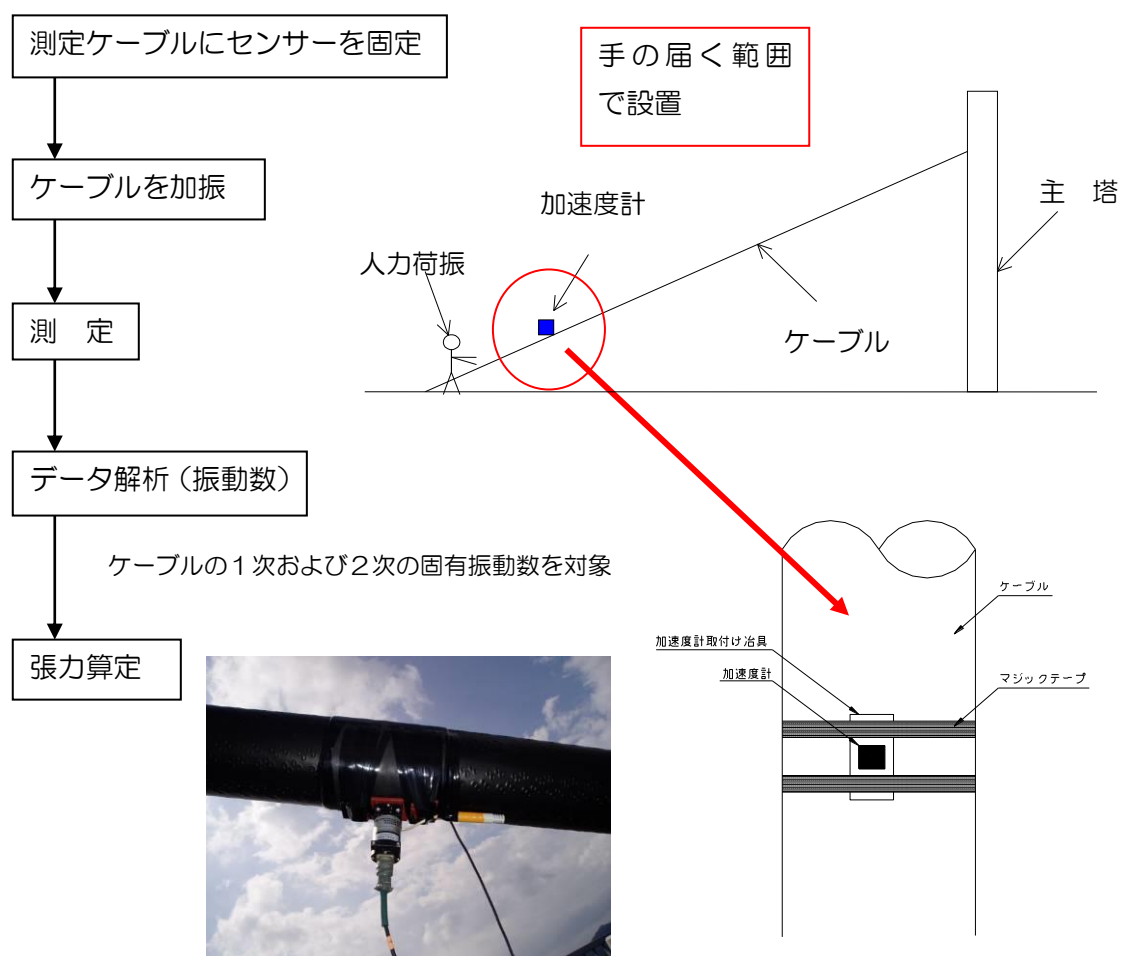 測定ケーブルにセンサーを固定
ケーブルを加振
測　定
データ解析（振動数）
ケーブルの１次および２次の固有振動数を対象
張力算定
手の届く範囲
で設置
加速度計
人力荷振
主　塔
ケーブル
ケーブル
加速度計取付け冶具
加速度計
マジックテープ